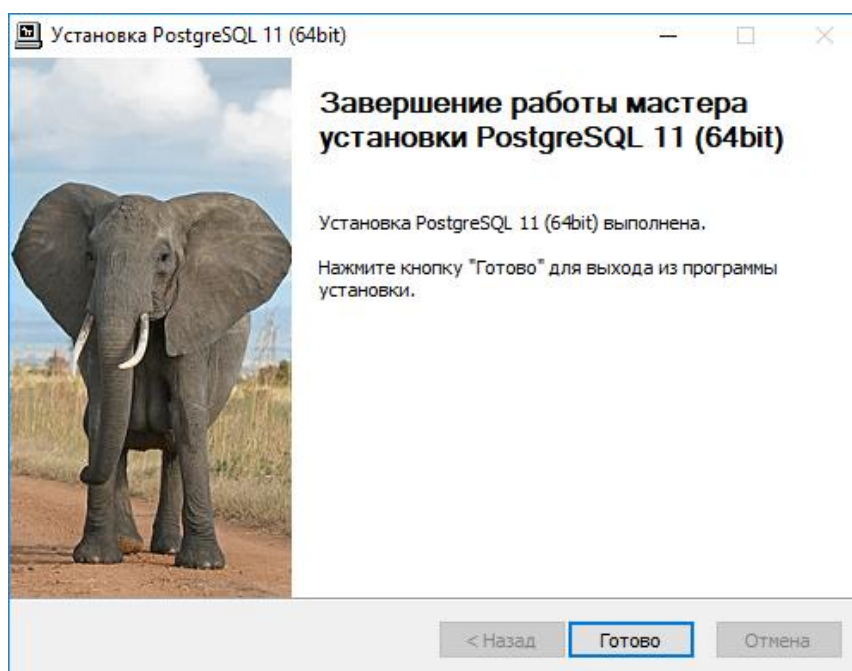 Установка PostgreSQL 11 (64bit)
Завершение работы мастера
установки PostgreSQL 11 (64bit)
Установка PostgreSQL 11 (64bit) выполнена.
Нажмите кнопку "Готово" для выхода из программы
установки.
< Назад Готово Отмена